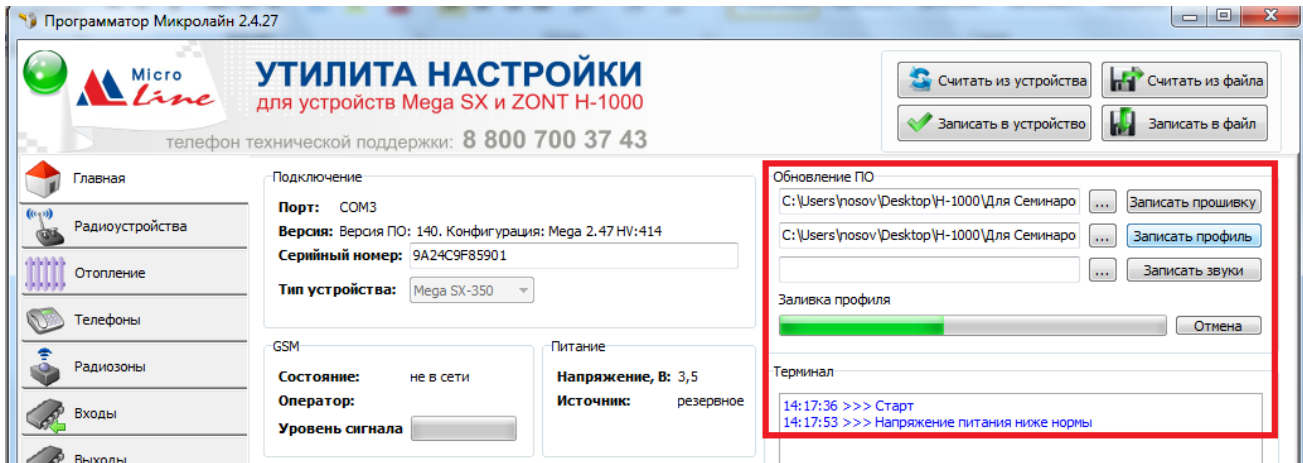 Программатор Микролайн 2.4.27
Micro
Line
УТИЛИТА НАСТРОЙКИ
для устройств Mega SX и ZONT H-1000
телефон технической поддержки: 8 800 700 37 43
Считать из устройства
Считать из файла
Записать в устройство
Записать в файл
Главная
Радиоустройства
Отопление
Телефоны
Радиозоны
Входы
Выходы
Подключение
Порт: COM3
Версия: Версия ПО: 140. Конфигурация: Mega 2.47 HV:414
Серийный номер: 9A24C9F85901
Тип устройства: Mega SX-350
GSM
Состояние: не в сети
Оператор:
Уровень сигнала
Питание
Напряжение, В: 3,5
Источник: резервное
Обновление ПО
C:\Users\nosov\Desktop\H-1000\Для Семинаро ... Записать прошивку
C:\Users\nosov\Desktop\H-1000\Для Семинаро ... Записать профиль
... Записать звуки
Заливка профиля
Отмена
Терминал
14:17:36 >>> Старт
14:17:53 >>> Напряжение питания ниже нормы